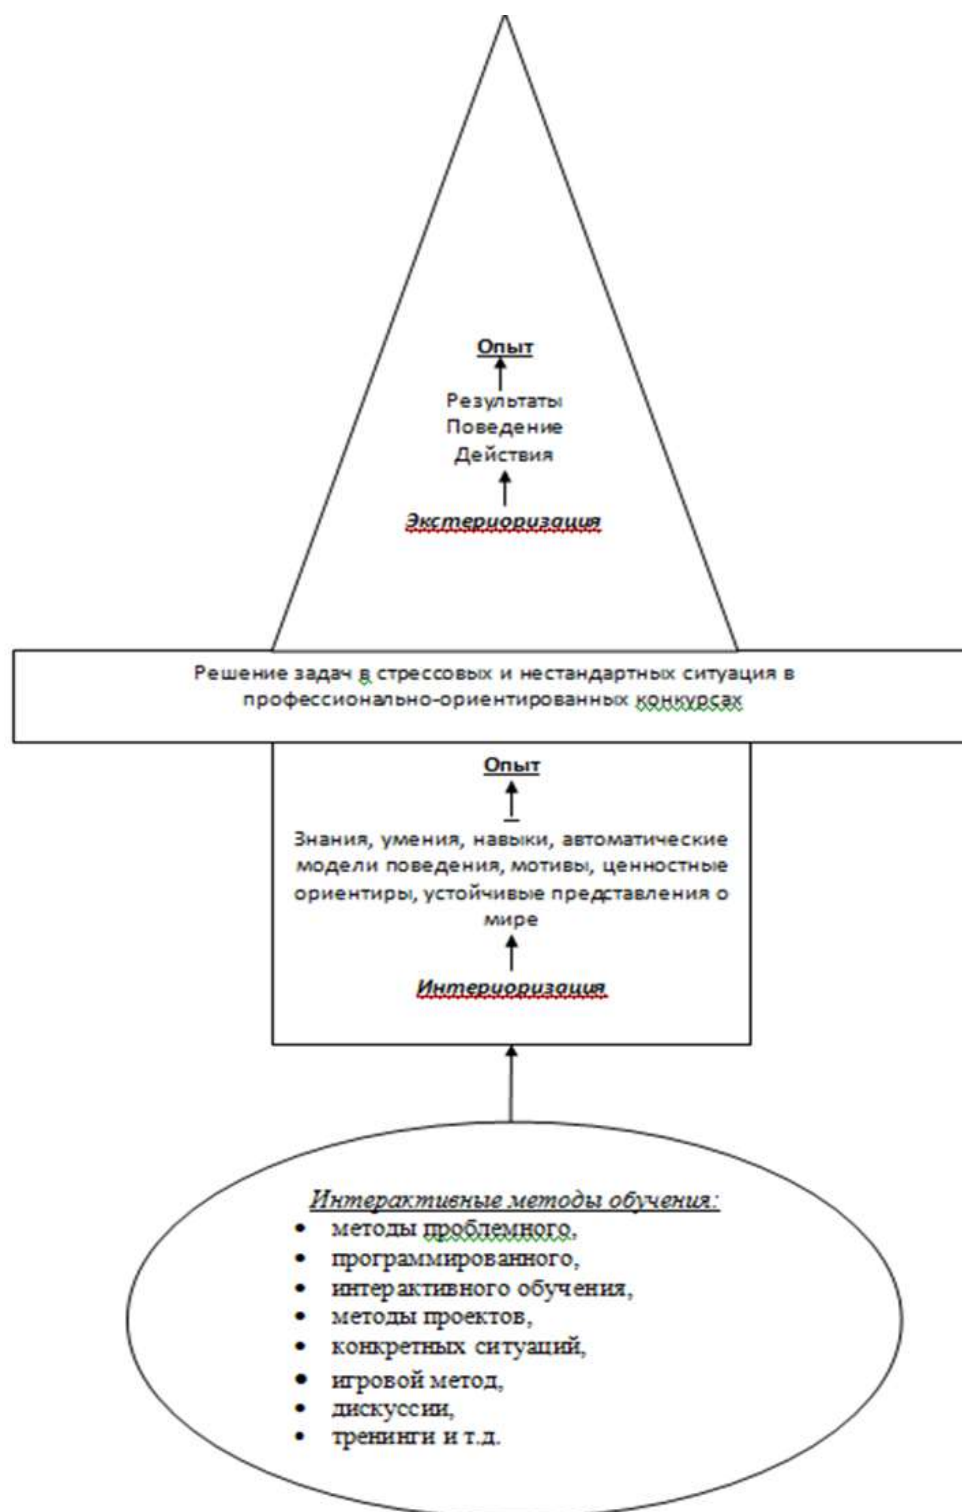 Опыт
Результаты
Поведение
Действия
Экстериоризация
Решение задач в стрессовых и нестандартных ситуация в
профессионально-ориентированных конкурсах
Опыт
Знания, умения, навыки, автоматические
модели поведения, мотивы, ценностные
ориентиры, устойчивые представления о
мире
Интериоризация
Интерактивные методы обучения:
• методы проблемного,
• программированного,
• интерактивного обучения,
• методы проектов,
• конкретных ситуаций,
• игровой метод,
• дискуссии,
• тренинги и т.д.